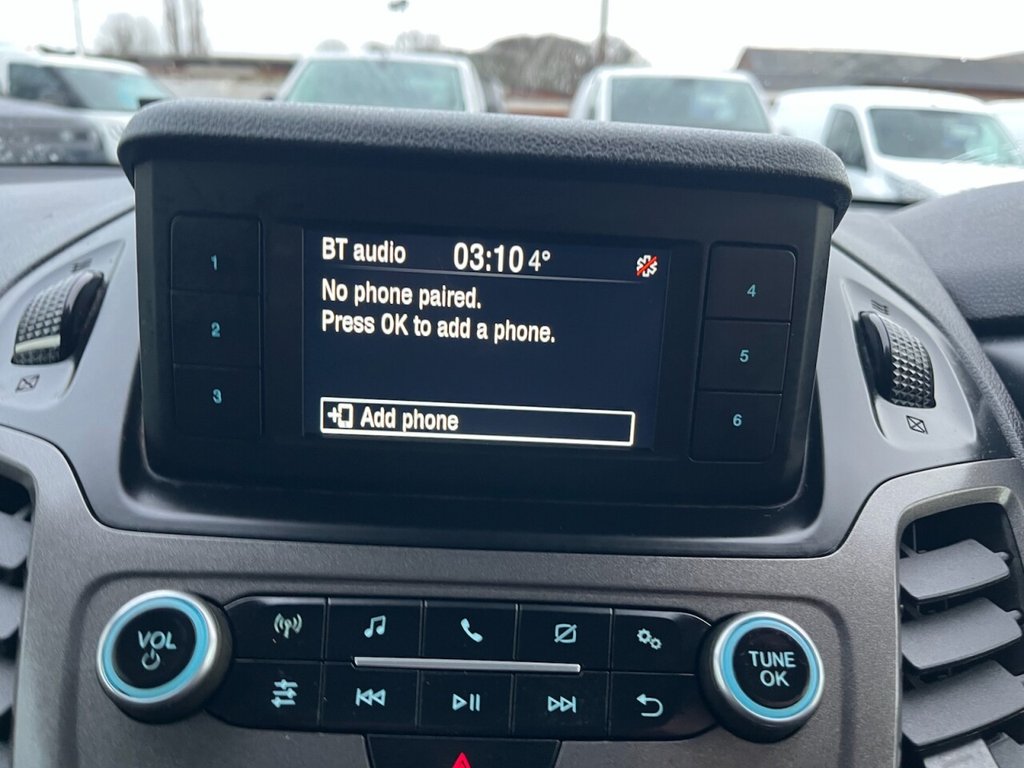 BT audio 03:10 4°
No phone paired.
Press OK to add a phone.
Add phone
1
2
3
4
5
6
VOL
TUNE
OK